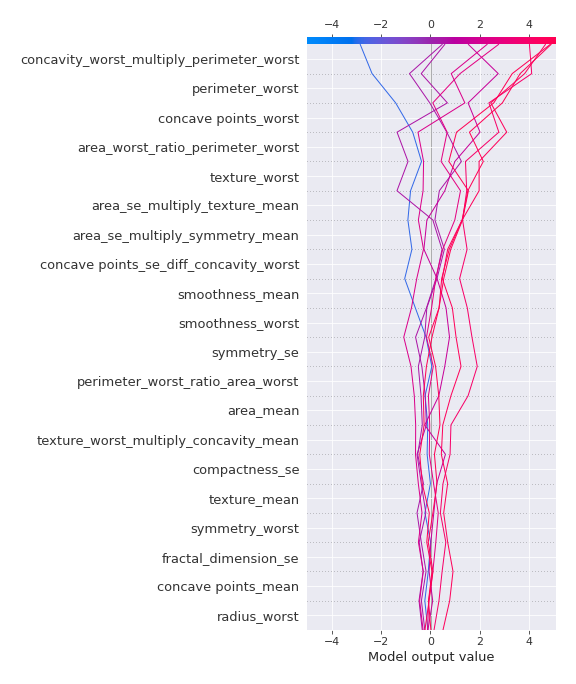 −4 −2 0 2 4
concavity_worst_multiply_perimeter_worst
perimeter_worst
concave points_worst
area_worst_ratio_perimeter_worst
texture_worst
area_se_multiply_texture_mean
area_se_multiply_symmetry_mean
concave points_se_diff_concavity_worst
smoothness_mean
smoothness_worst
symmetry_se
perimeter_worst_ratio_area_worst
area_mean
texture_worst_multiply_concavity_mean
compactness_se
texture_mean
symmetry_worst
fractal_dimension_se
concave points_mean
radius_worst
−4 −2 0 2 4
Model output value